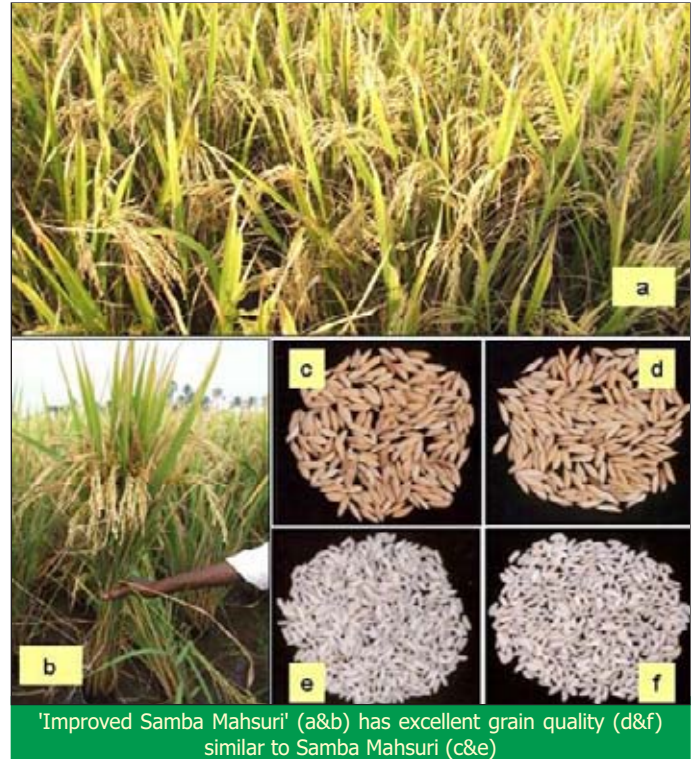 a
c
d
b
e
f
'Improved Samba Mahsuri' (a&b) has excellent grain quality (d&f)
similar to Samba Mahsuri (c&e)